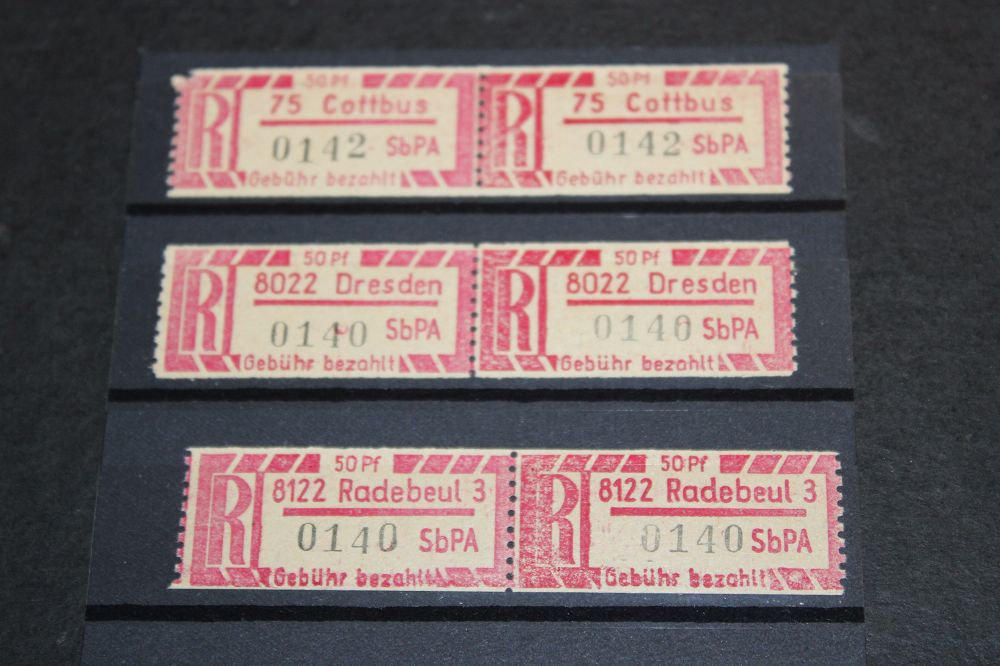 50 Pf
R
75 Cottbus
0142 SbPA
Gebühr bezahlt
50 Pf
R
75 Cottbus
0142 SbPA
Gebühr bezahlt
50 Pf
R
8022 Dresden
0140 SbPA
Gebühr bezahlt
50 Pf
R
8022 Dresden
0140 SbPA
Gebühr bezahlt
50 Pf
R
8122 Radebeul 3
0140 SbPA
Gebühr bezahlt
50 Pf
R
8122 Radebeul 3
0140 SbPA
Gebühr bezahlt